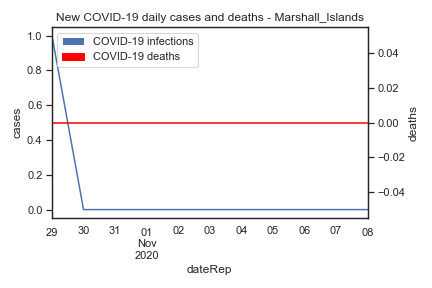 New COVID-19 daily cases and deaths - Marshall_Islands
COVID-19 infections
COVID-19 deaths
1.0
0.8
0.6
0.4
0.2
0.0
cases
0.04
0.02
0.00
−0.02
−0.04
deaths
29 30 31 01 02 03 04 05 06 07 08
Nov
2020
dateRep